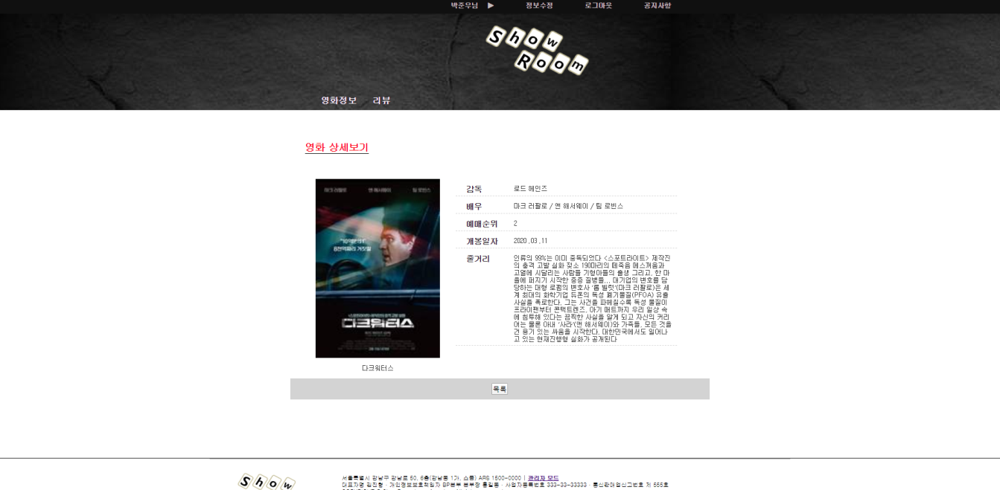 박준우님 ▶ 정보수정 로그아웃 공지사항
Show
Room
영화정보 리뷰
영화 상세보기
마크 러팔로 앤 해서웨이 팀 로빈스
다크워터스
감독 로드 헤인즈
배우 마크 러팔로 / 앤 해서웨이 / 팀 로빈스
예매순위 2
개봉일자 2020 , 03 , 11
줄거리 인류의 99%는 이미 중독되었다 <스포트라이트> 제작진
의 충격 고발 실화 젖소 190마리의 떼죽음 메스꺼움과
고열에 시달리는 사람들 기형아들의 출생 그리고, 한 마
을에 퍼지기 시작한 중증 질병들... 대기업의 변호를 담
당하는 대형 로펌의 변호사 '롭 빌럿'(마크 러팔로)은 세
계 최대의 화학기업 듀폰의 독성 폐기물질(PFOA) 유출
사실을 폭로한다. 그는 사건을 파헤칠수록 독성 물질이
프라이팬부터 콘택트렌즈, 아기 매트까지 우리 일상 속
에 침투해 있다는 끔찍한 사실을 알게 되고 자신의 커리
어는 물론 아내 '사라'(앤 해서웨이)와 가족들, 모든 것을
건 용기 있는 싸움을 시작한다. 대한민국에서도 일어나
고 있는 현재진행형 실화가 공개된다
다크워터스
목록
Show
서울특별시 강남구 강남로 50, 6층(강남동 1가, 쇼룸) ARS 1500-0000 | 관리자 모드
대표자명 김진형 · 개인정보보호책임자 BP본부 본부장 홍길동 · 사업자등록번호 333-33-33333 · 통신판매업신고번호 제 555호